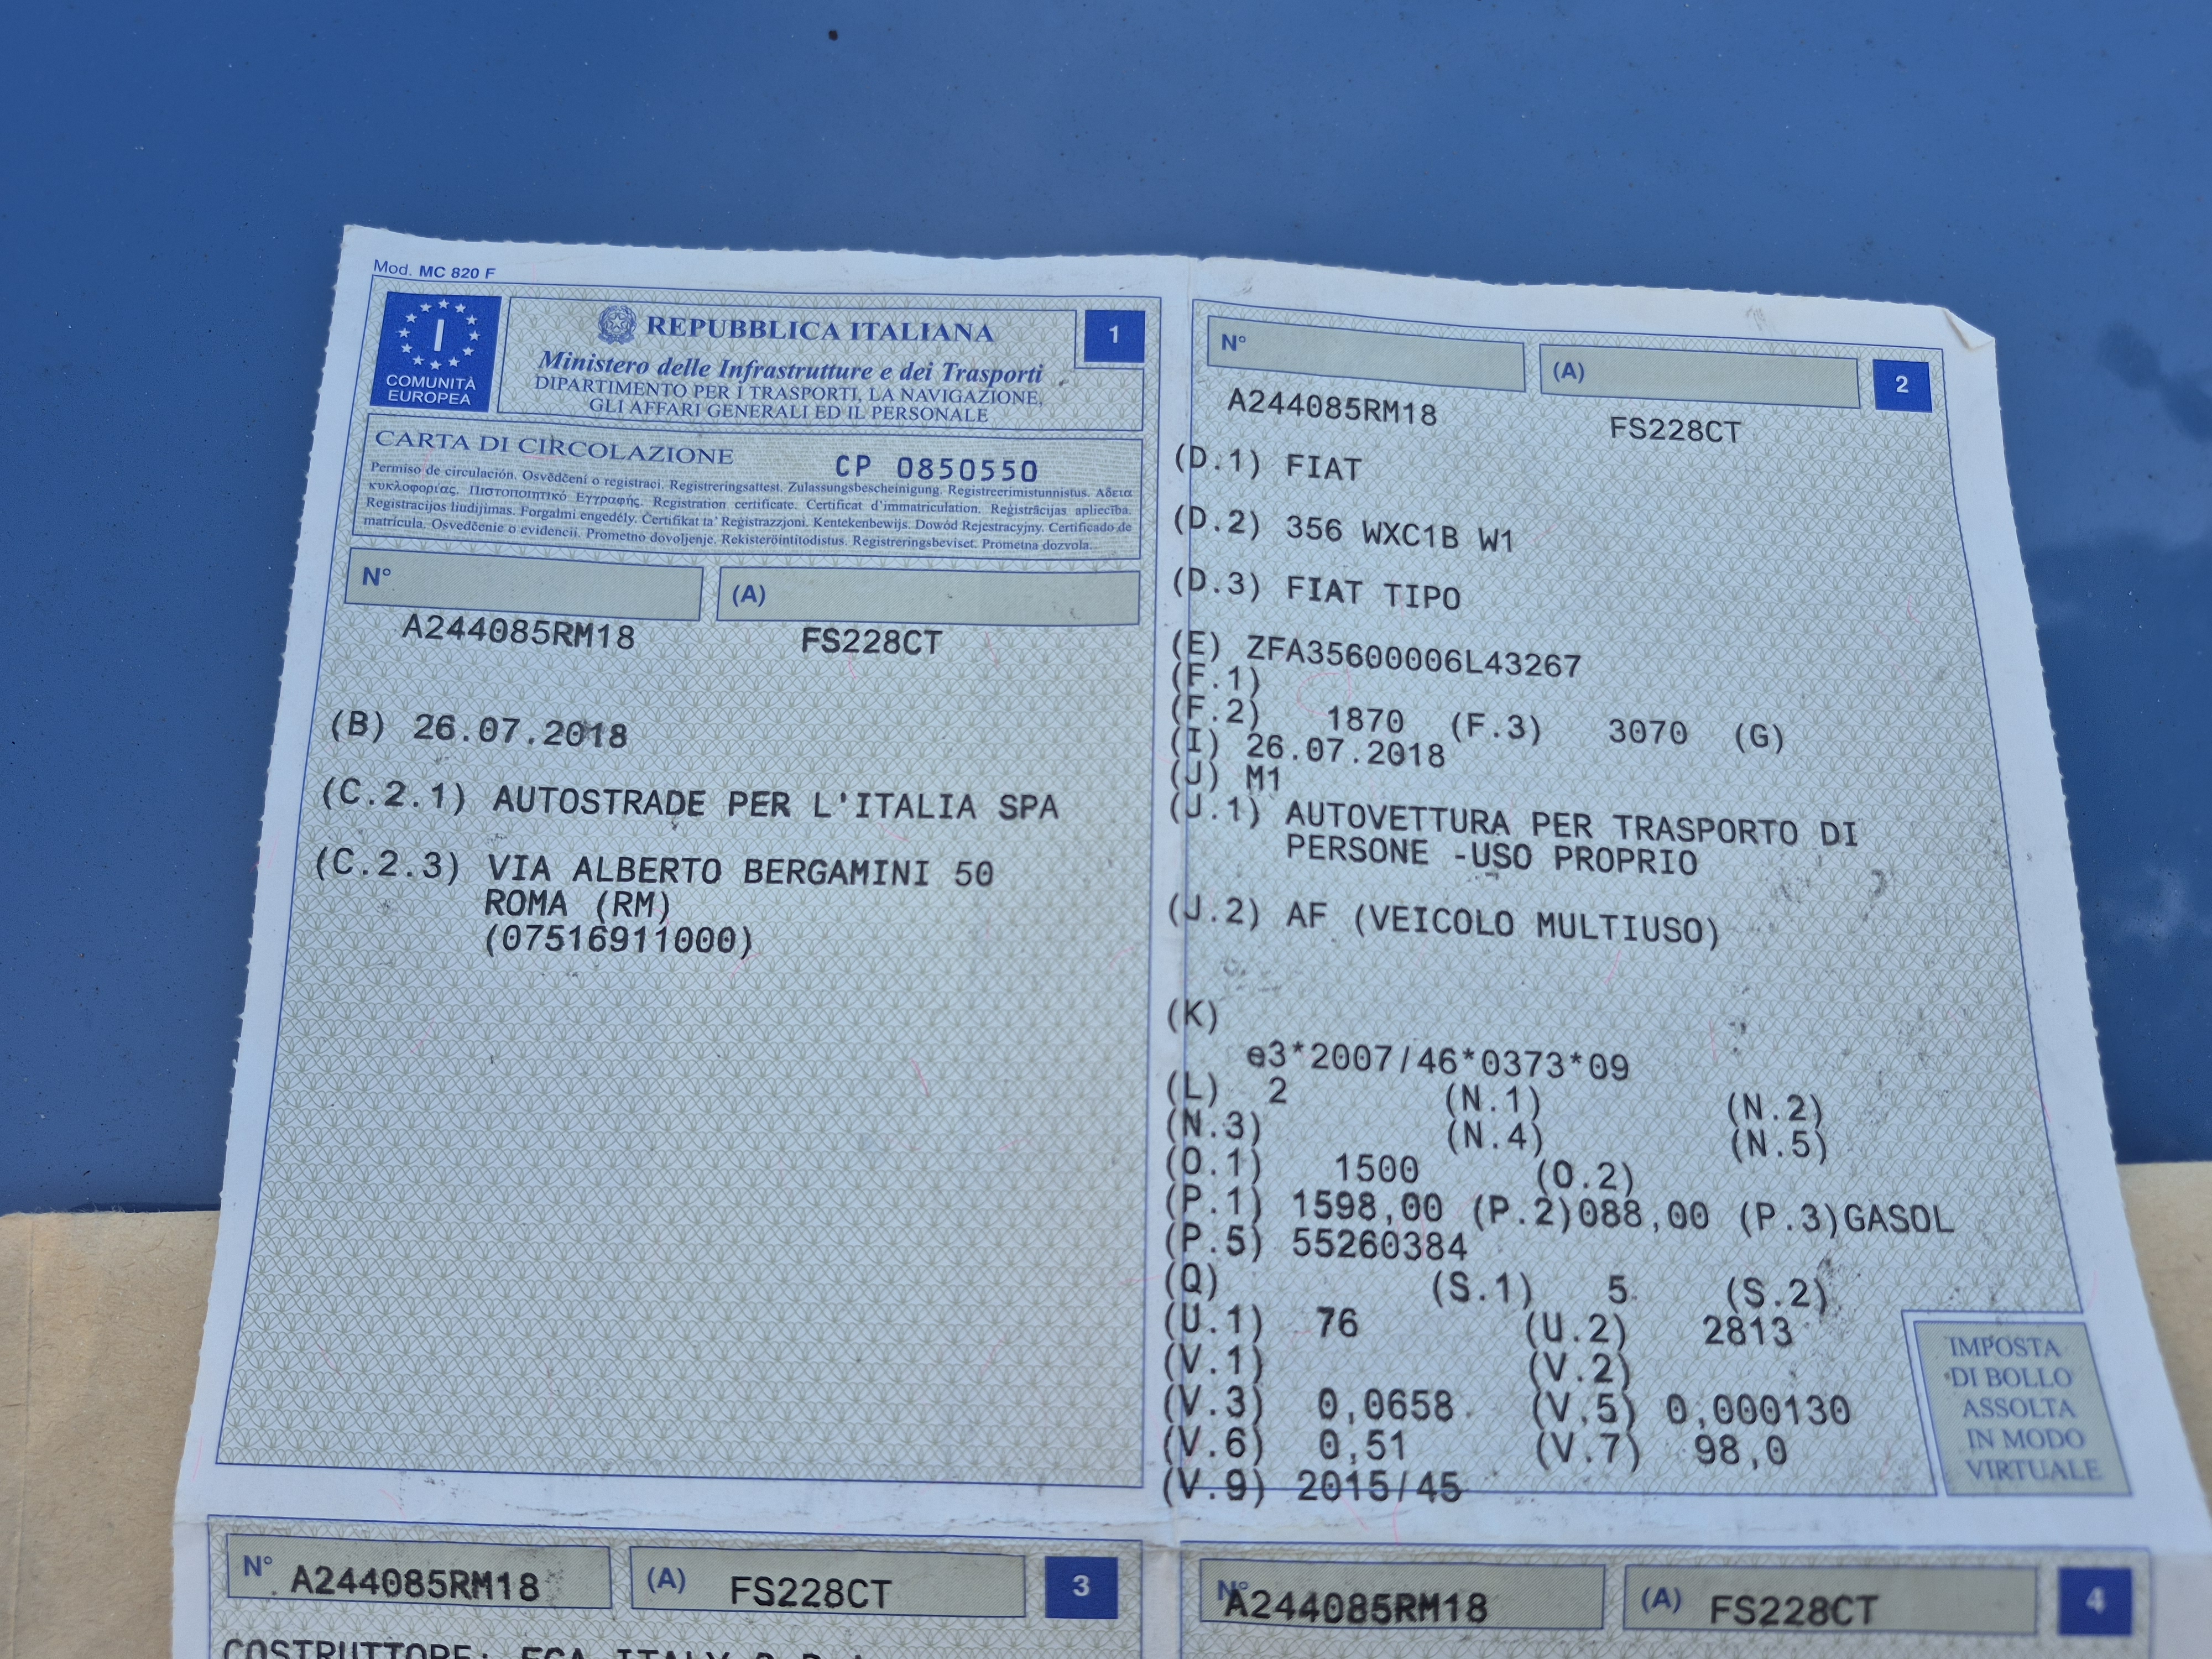 Mod. MC 820 F
I
COMUNITÀ
EUROPEA
REPUBBLICA ITALIANA
Ministero delle Infrastrutture e dei Trasporti
DIPARTIMENTO PER I TRASPORTI, LA NAVIGAZIONE,
GLI AFFARI GENERALI ED IL PERSONALE
1
CARTA DI CIRCOLAZIONE CP 0850550
Permiso de circulación. Osvědčení o registraci. Registreringsattest. Zulassungsbescheinigung. Registreerimistunnistus. Αδεια
κυκλοφορίας. Πιστοποιητικό Εγγραφής. Registration certificate. Certificat d'immatriculation. Reģistrācijas apliecība.
Registracijos liudijimas. Forgalmi engedély. Ċertifikat ta' Reġistrazzjoni. Kentekenbewijs. Dowód Rejestracyjny. Certificado de
matrícula. Osvedčenie o evidencii. Prometno dovoljenje. Rekisteröintitodistus. Registreringsbeviset. Prometna dozvola.
N° (A)
A244085RM18 FS228CT
(B) 26.07.2018
(C.2.1) AUTOSTRADE PER L'ITALIA SPA
(C.2.3) VIA ALBERTO BERGAMINI 50
ROMA (RM)
(07516911000)
N° (A) 2
A244085RM18 FS228CT
(D.1) FIAT
(D.2) 356 WXC1B W1
(D.3) FIAT TIPO
(E) ZFA35600006L43267
(F.1)
(F.2) 1870 (F.3) 3070 (G)
(I) 26.07.2018
(J) M1
(J.1) AUTOVETTURA PER TRASPORTO DI
PERSONE -USO PROPRIO
(J.2) AF (VEICOLO MULTIUSO)
(K)
e3*2007/46*0373*09
(L) 2 (N.1) (N.2)
(N.3) (N.4) (N.5)
(O.1) 1500 (O.2)
(P.1) 1598,00 (P.2)088,00 (P.3)GASOL
(P.5) 55260384
(Q) (S.1) 5 (S.2)
(U.1) 76 (U.2) 2813
(V.1) (V.2)
(V.3) 0,0658 (V.5) 0,000130
(V.6) 0,51 (V.7) 98,0
(V.9) 2015/45
IMPOSTA
DI BOLLO
ASSOLTA
IN MODO
VIRTUALE
N° A244085RM18 (A) FS228CT 3
COSTRUTTORE: FCA ITALY S.p.A.
N° A244085RM18 (A) FS228CT 4